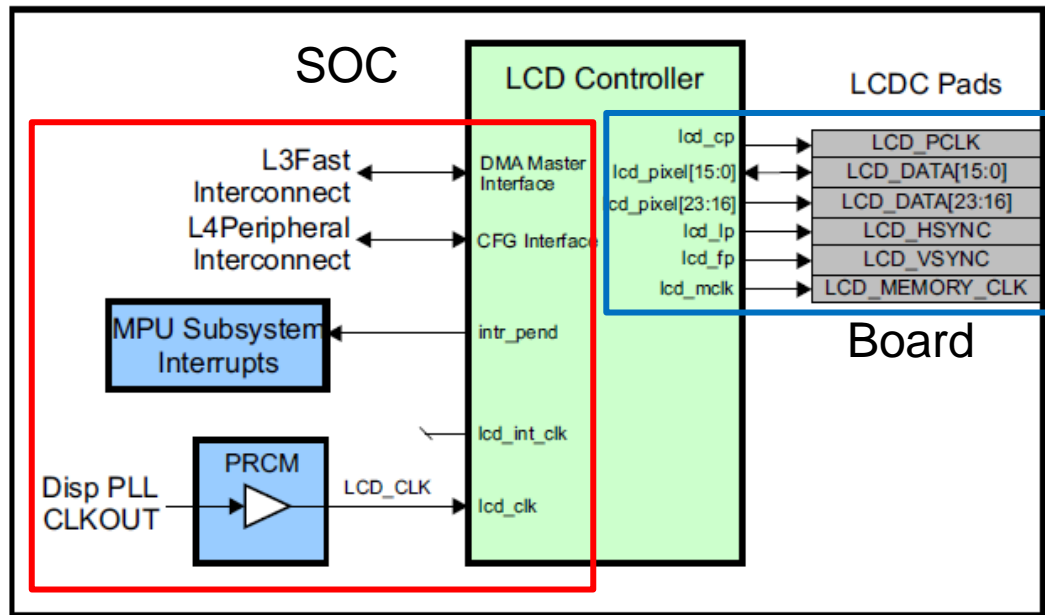 SOC
LCD Controller
LCDC Pads
L3Fast
Interconnect
L4Peripheral
Interconnect
DMA Master
Interface
CFG Interface
MPU Subsystem
Interrupts
intr_pend
lcd_int_clk
PRCM
Disp PLL
CLKOUT
LCD_CLK
lcd_clk
lcd_cp
lcd_pixel[15:0]
lcd_pixel[23:16]
lcd_lp
lcd_fp
lcd_mclk
LCD_PCLK
LCD_DATA[15:0]
LCD_DATA[23:16]
LCD_HSYNC
LCD_VSYNC
LCD_MEMORY_CLK
Board